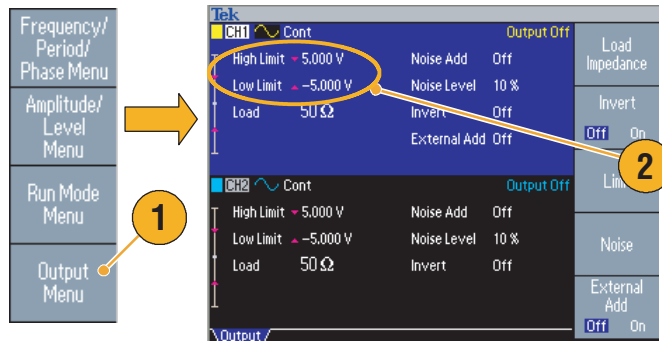 Frequency/
Period/
Phase Menu
Amplitude/
Level
Menu
Run Mode
Menu
Output
Menu
1
Tek
CH1 Cont Output Off
High Limit 5.000 V Noise Add Off
Low Limit -5.000 V Noise Level 10 %
Load 50 Ω Invert Off
External Add Off
CH2 Cont Output Off
High Limit 5.000 V Noise Add Off
Low Limit -5.000 V Noise Level 10 %
Load 50 Ω Invert Off
Output
Load
Impedance
Invert
Off On
2
Noise
External
Add
Off On